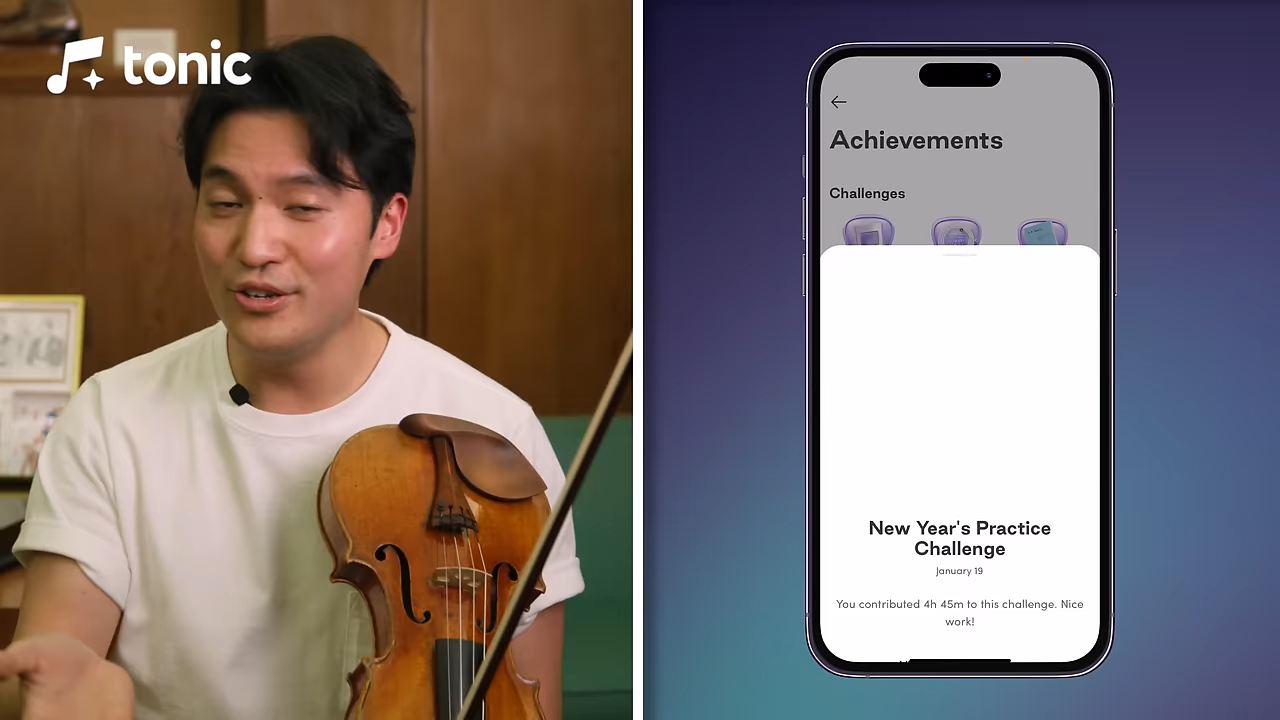 tonic
Achievements
Challenges
New Year's Practice
Challenge
January 19
You contributed 4h 45m to this challenge. Nice
work!